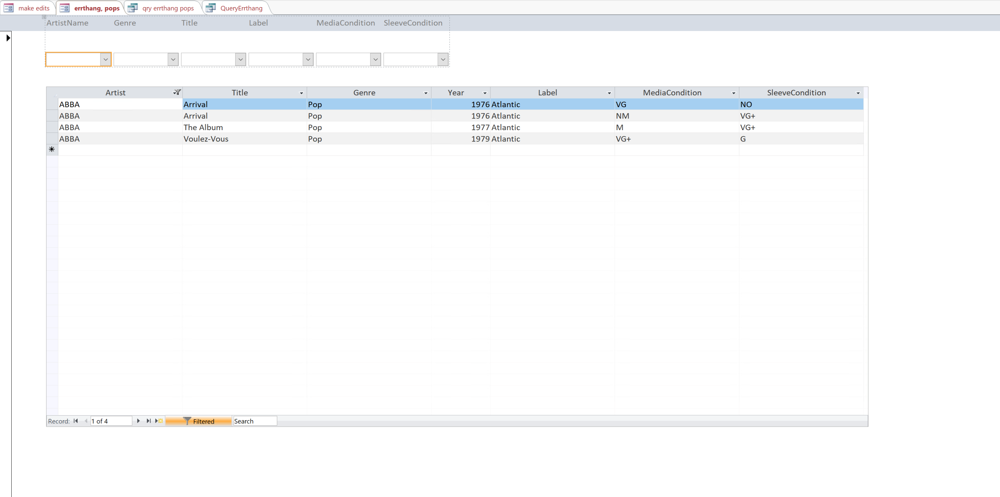 make edits errthang, pops qry errthang pops QueryErrthang
ArtistName Genre Title Label MediaCondition SleeveCondition
Artist Title Genre Year Label MediaCondition SleeveCondition
ABBA Arrival Pop 1976 Atlantic VG NO
ABBA Arrival Pop 1976 Atlantic NM VG+
ABBA The Album Pop 1977 Atlantic M VG+
ABBA Voulez-Vous Pop 1979 Atlantic VG+ G
Record: 1 of 4 Filtered Search